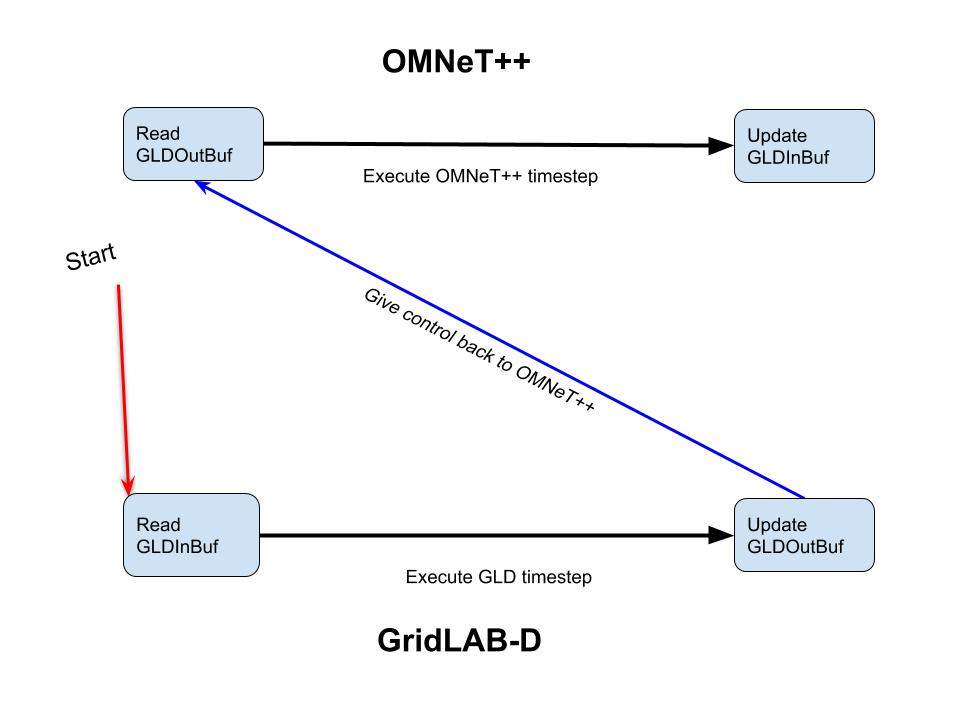 OMNeT++
Read
GLDOutBuf
Update
GLDInBuf
Execute OMNeT++ timestep
Start
Give control back to OMNeT++
Read
GLDInBuf
Update
GLDOutBuf
Execute GLD timestep
GridLAB-D